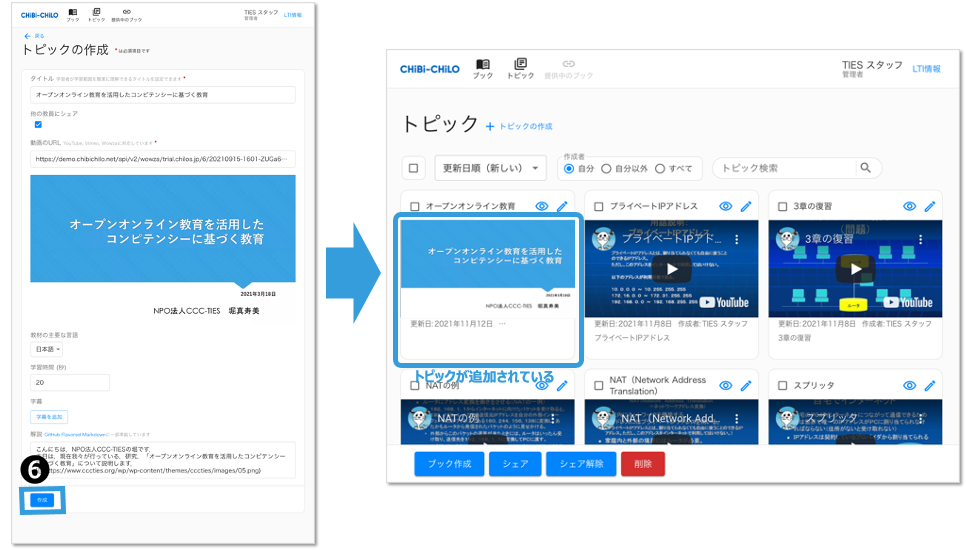 CHiBi-CHiLO
ブック
トピック
提供中のブック
TIES スタッフ
管理者
LTI情報
戻る
トピックの作成 *は必須項目です
タイトル 学習者が学習範囲を簡潔に理解できるタイトルを設定できます *
オープンオンライン教育を活用したコンピテンシーに基づく教育
他の教員にシェア
動画のURL YouTube, Vimeo, Wowzaに対応しています *
https://demo.chibichilo.net/api/v2/wowza/trial.chilos.jp/6/20210915-1601-ZUGa6…
オープンオンライン教育を活用した
コンピテンシーに基づく教育
2021年3月18日
NPO法人CCC-TIES 堀真寿美
教材の主要な言語
日本語
学習時間 (秒)
20
字幕
字幕を追加
解説 GitHub Flavored Markdownに一部準拠しています
こんにちは、NPO法人CCC-TIESの堀です
日は、現在我々が行っている、研究、「オープンオンライン教育を活用したコンピテンシー
づく教育」について説明します
https://www.cccties.org/wp/wp-content/themes/cccties/images/05.png)
6
作成
CHiBi-CHiLO
ブック
トピック
提供中のブック
TIES スタッフ
管理者
LTI情報
トピック + トピックの作成
更新日順（新しい）
作成者
自分 自分以外 すべて
トピック検索
オープンオンライン教育
オープンオンライン教育を活用した
コンピテンシーに基づく教育
2021年3月18日
NPO法人CCC-TIES 堀真寿美
更新日:2021年11月12日 …
プライベートIPアドレス
プライベートIPアド...
YouTube
更新日:2021年11月8日 作成者:TIES スタッフ
プライベートIPアドレス
3章の復習
3章の復習
ルータ
YouTube
更新日:2021年11月8日 作成者:TIES スタッフ
3章の復習
トピックが追加されている
NATの例
NATの例
NAT（Network Address
Translation）
NAT（Network Add...
スプリッタ
スプリッタ
ブック作成
シェア
シェア解除
削除